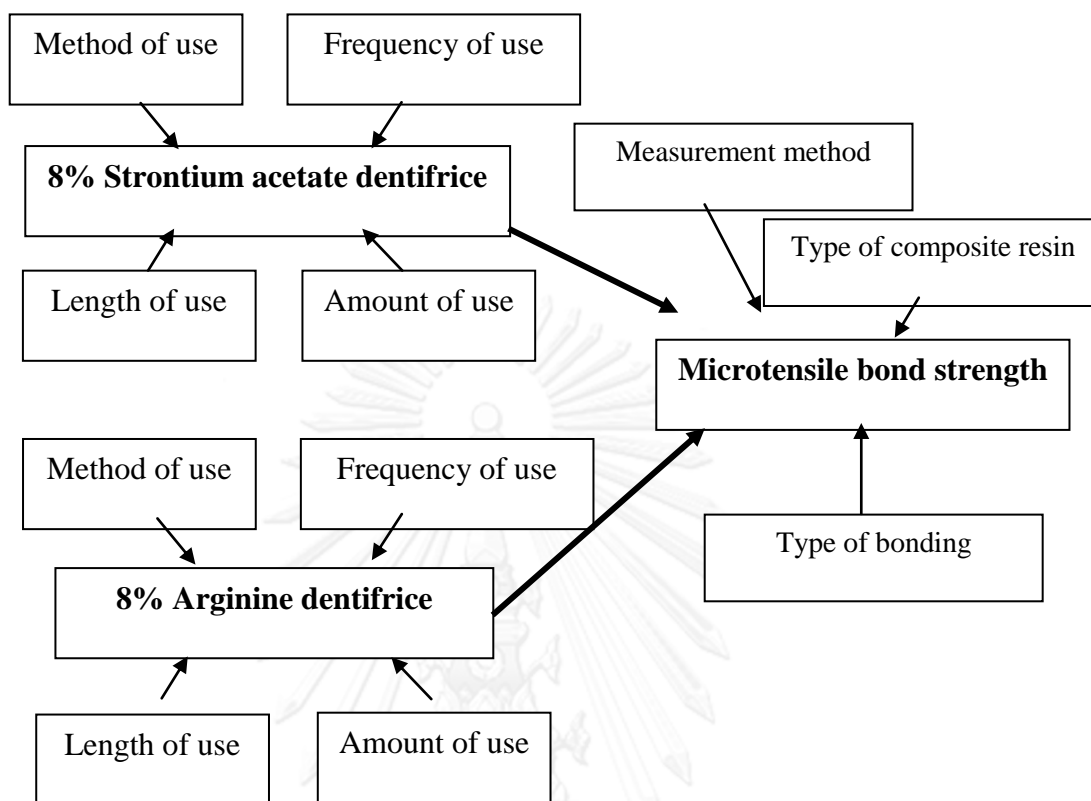 Method of use
Frequency of use
8% Strontium acetate dentifrice
Length of use
Amount of use
Measurement method
Type of composite resin
Microtensile bond strength
Type of bonding
Method of use
Frequency of use
8% Arginine dentifrice
Length of use
Amount of use